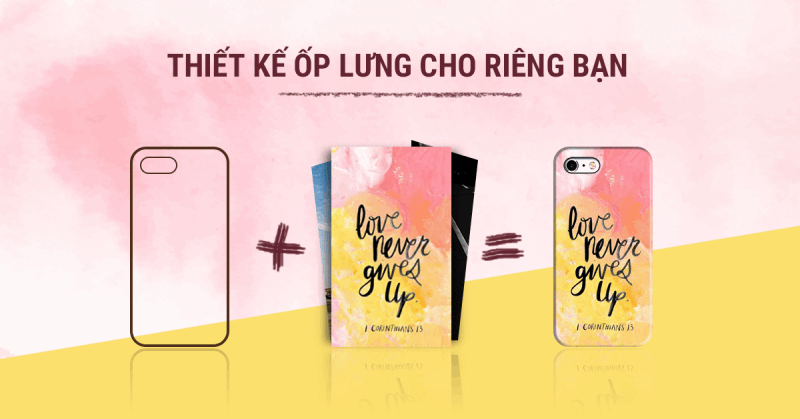 THIẾT KẾ ỐP LƯNG CHO RIÊNG BẠN
+
love
never
gives
up.
1 CORINTHIANS 13
=
love
never
gives
up.
1 CORINTHIANS 13